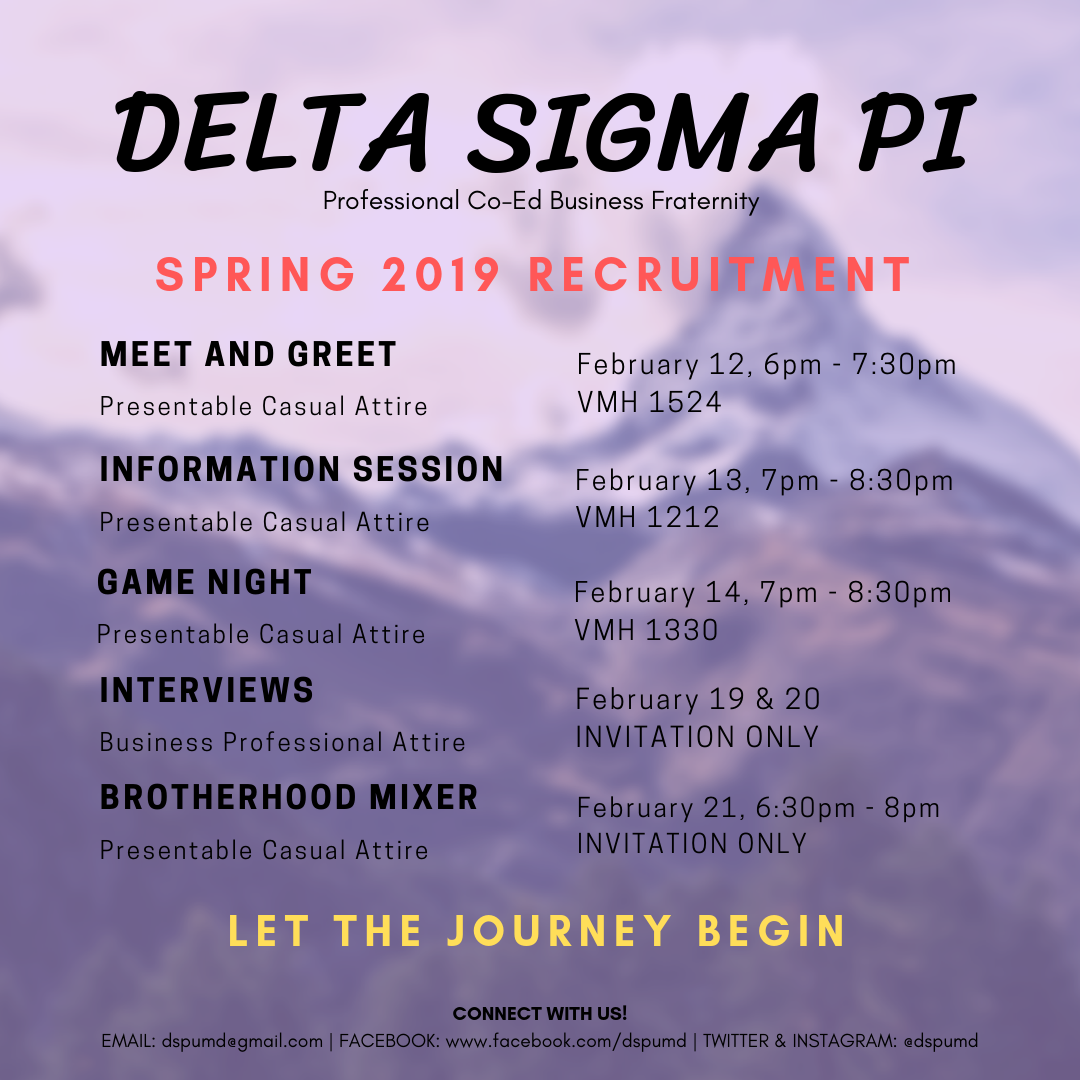 DELTA SIGMA PI
Professional Co-Ed Business Fraternity
SPRING 2019 RECRUITMENT
MEET AND GREET
Presentable Casual Attire
February 12, 6pm - 7:30pm
VMH 1524
INFORMATION SESSION
Presentable Casual Attire
February 13, 7pm - 8:30pm
VMH 1212
GAME NIGHT
Presentable Casual Attire
February 14, 7pm - 8:30pm
VMH 1330
INTERVIEWS
Business Professional Attire
February 19 & 20
INVITATION ONLY
BROTHERHOOD MIXER
Presentable Casual Attire
February 21, 6:30pm - 8pm
INVITATION ONLY
LET THE JOURNEY BEGIN
CONNECT WITH US!
EMAIL: dspumd@gmail.com | FACEBOOK: www.facebook.com/dspumd | TWITTER & INSTAGRAM: @dspumd